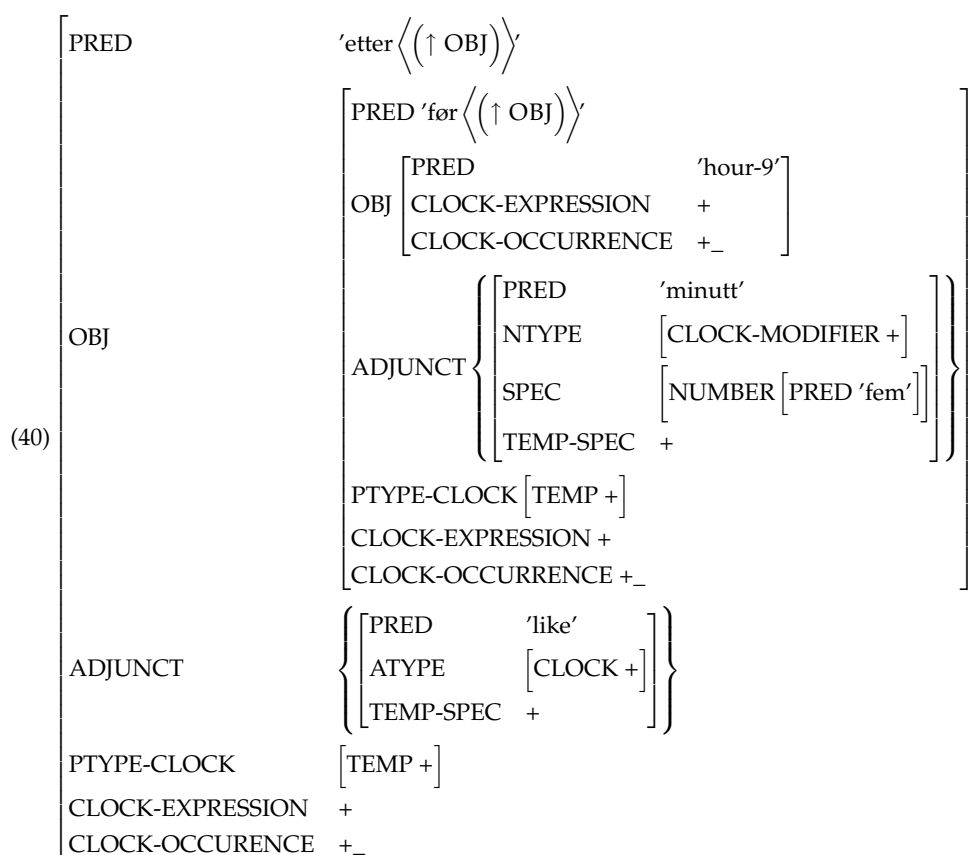 PRED 'etter⟨(↑ OBJ)⟩'
PRED 'før⟨(↑ OBJ)⟩'
PRED 'hour-9'
OBJ CLOCK-EXPRESSION +
CLOCK-OCCURRENCE +_
PRED 'minutt'
OBJ NTYPE [CLOCK-MODIFIER +]
ADJUNCT
SPEC [NUMBER [PRED 'fem']]
(40) TEMP-SPEC +
PTYPE-CLOCK [TEMP +]
CLOCK-EXPRESSION +
CLOCK-OCCURRENCE +_
PRED 'like'
ADJUNCT ATYPE [CLOCK +]
TEMP-SPEC +
PTYPE-CLOCK [TEMP +]
CLOCK-EXPRESSION +
CLOCK-OCCURENCE +_